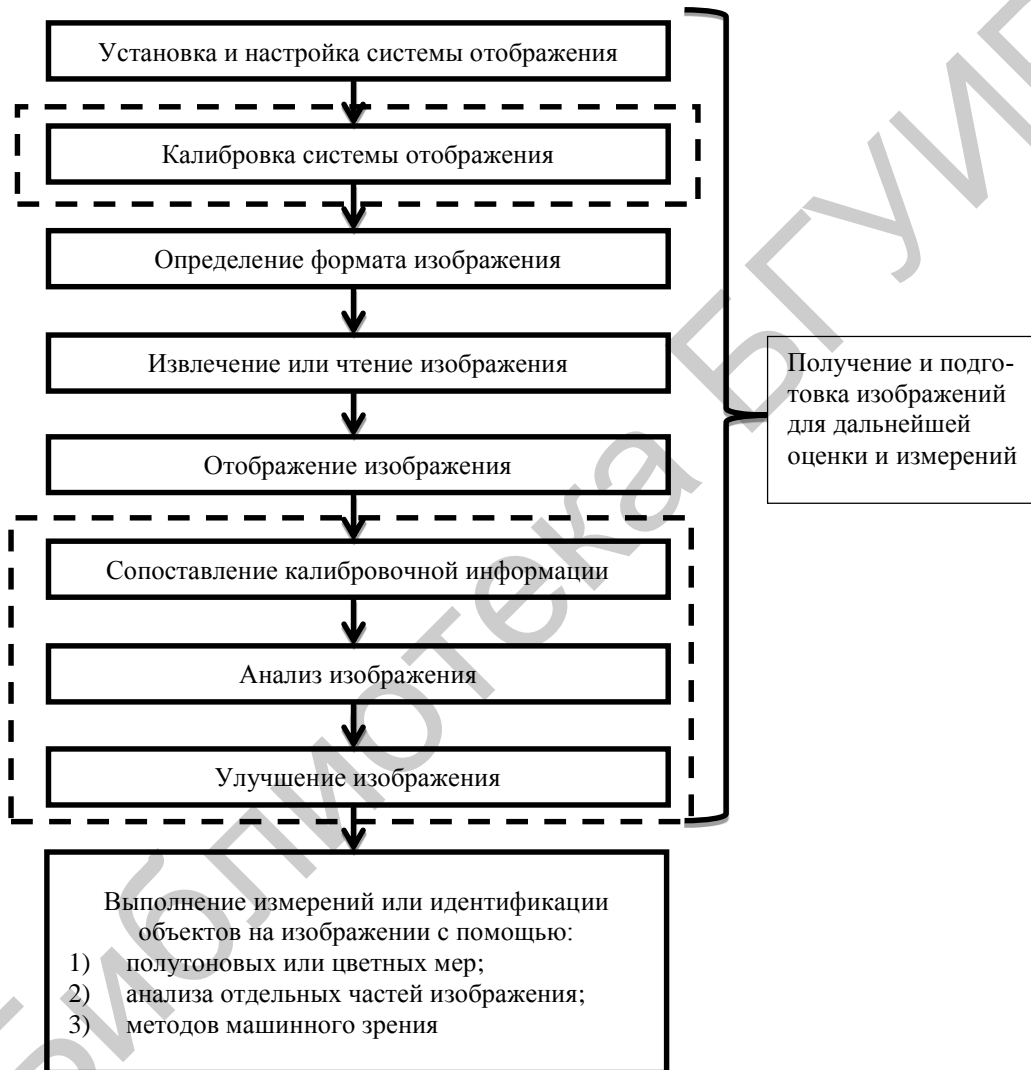 Установка и настройка системы отображения
Калибровка системы отображения
Определение формата изображения
Извлечение или чтение изображения
Отображение изображения
Сопоставление калибровочной информации
Анализ изображения
Улучшение изображения
Получение и подго-
товка изображений
для дальнейшей
оценки и измерений
Выполнение измерений или идентификации
объектов на изображении с помощью:
1) полутоновых или цветных мер;
2) анализа отдельных частей изображения;
3) методов машинного зрения
Библиотека БГУИР